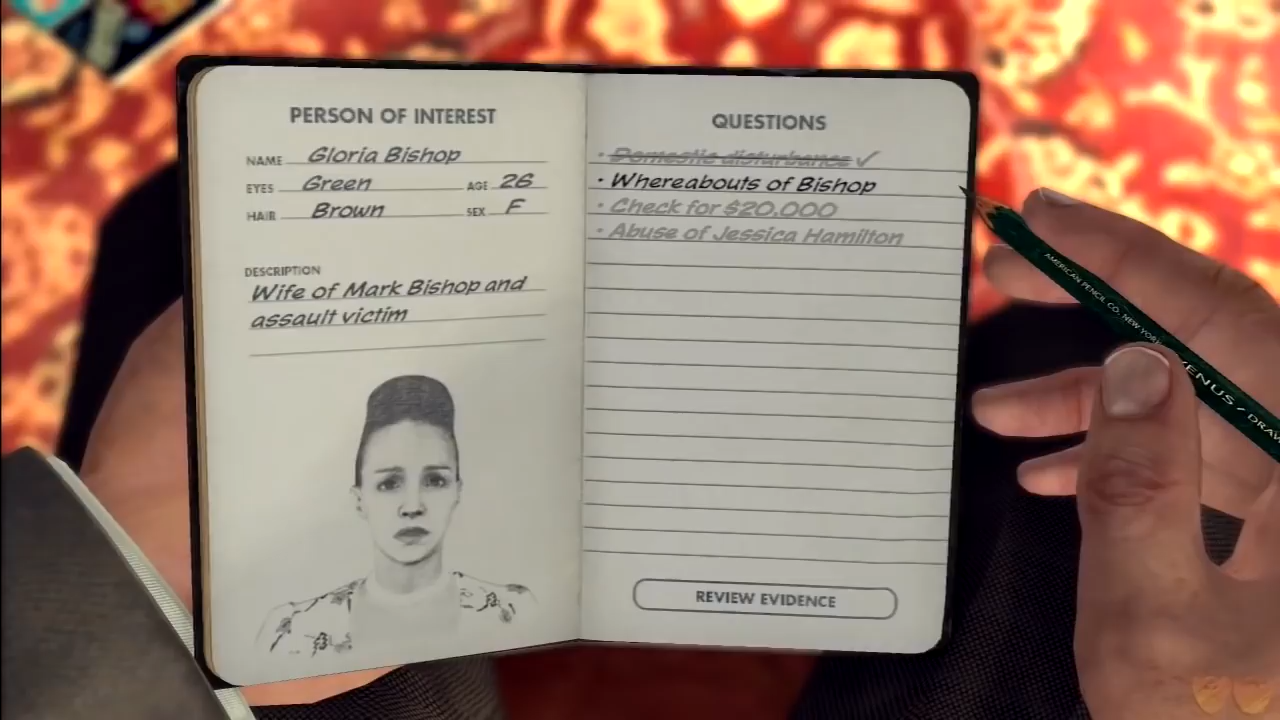 PERSON OF INTEREST
NAME Gloria Bishop
EYES Green AGE 26
HAIR Brown SEX F
DESCRIPTION
Wife of Mark Bishop and
assault victim
QUESTIONS
• Domestic disturbance ✓
• Whereabouts of Bishop
• Check for $20,000
• Abuse of Jessica Hamilton
REVIEW EVIDENCE
AMERICAN PENCIL CO. NEW YORK
VENUS / DRAW